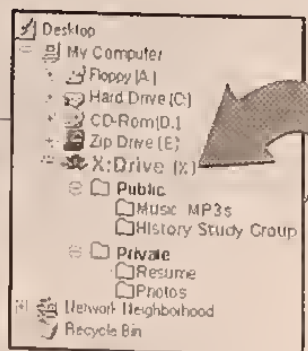 Desktop
My Computer
Floppy (A:)
Hard Drive (C:)
CD-Rom (D:)
Zip Drive (E:)
X:Drive (X:)
Public
Music MP3s
History Study Group
Private
Resume
Photos
Network Neighborhood
Recycle Bin